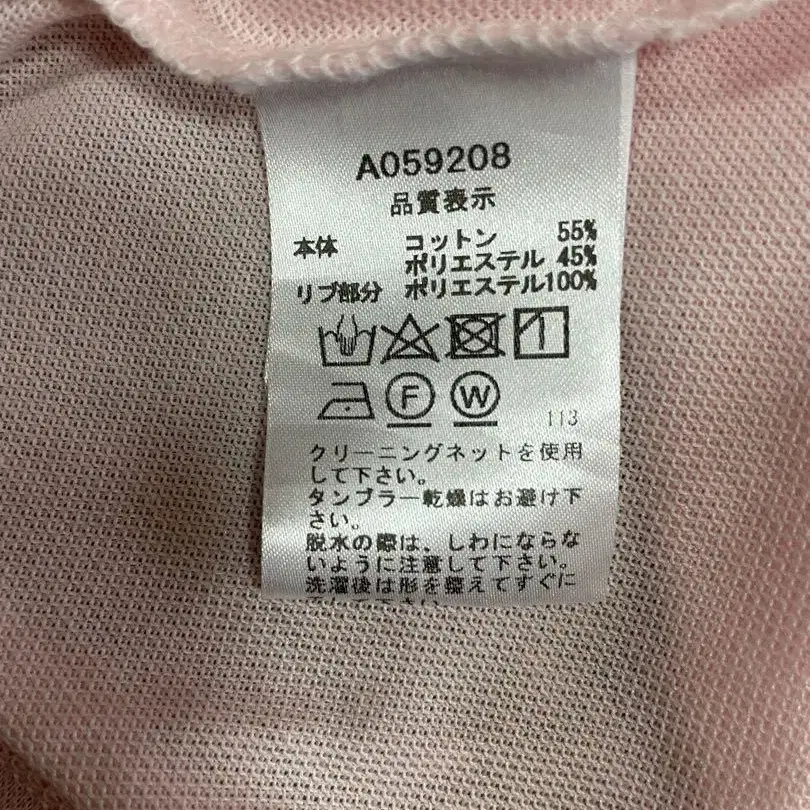 A059208
品質表示
本体 コットン 55%
ポリエステル 45%
リブ部分 ポリエステル100%
F W 113
クリーニングネットを使用
して下さい。
タンブラー乾燥はお避け下
さい。
脱水の際は、しわにならな
いように注意して下さい。
洗濯後は形を整えてすぐに